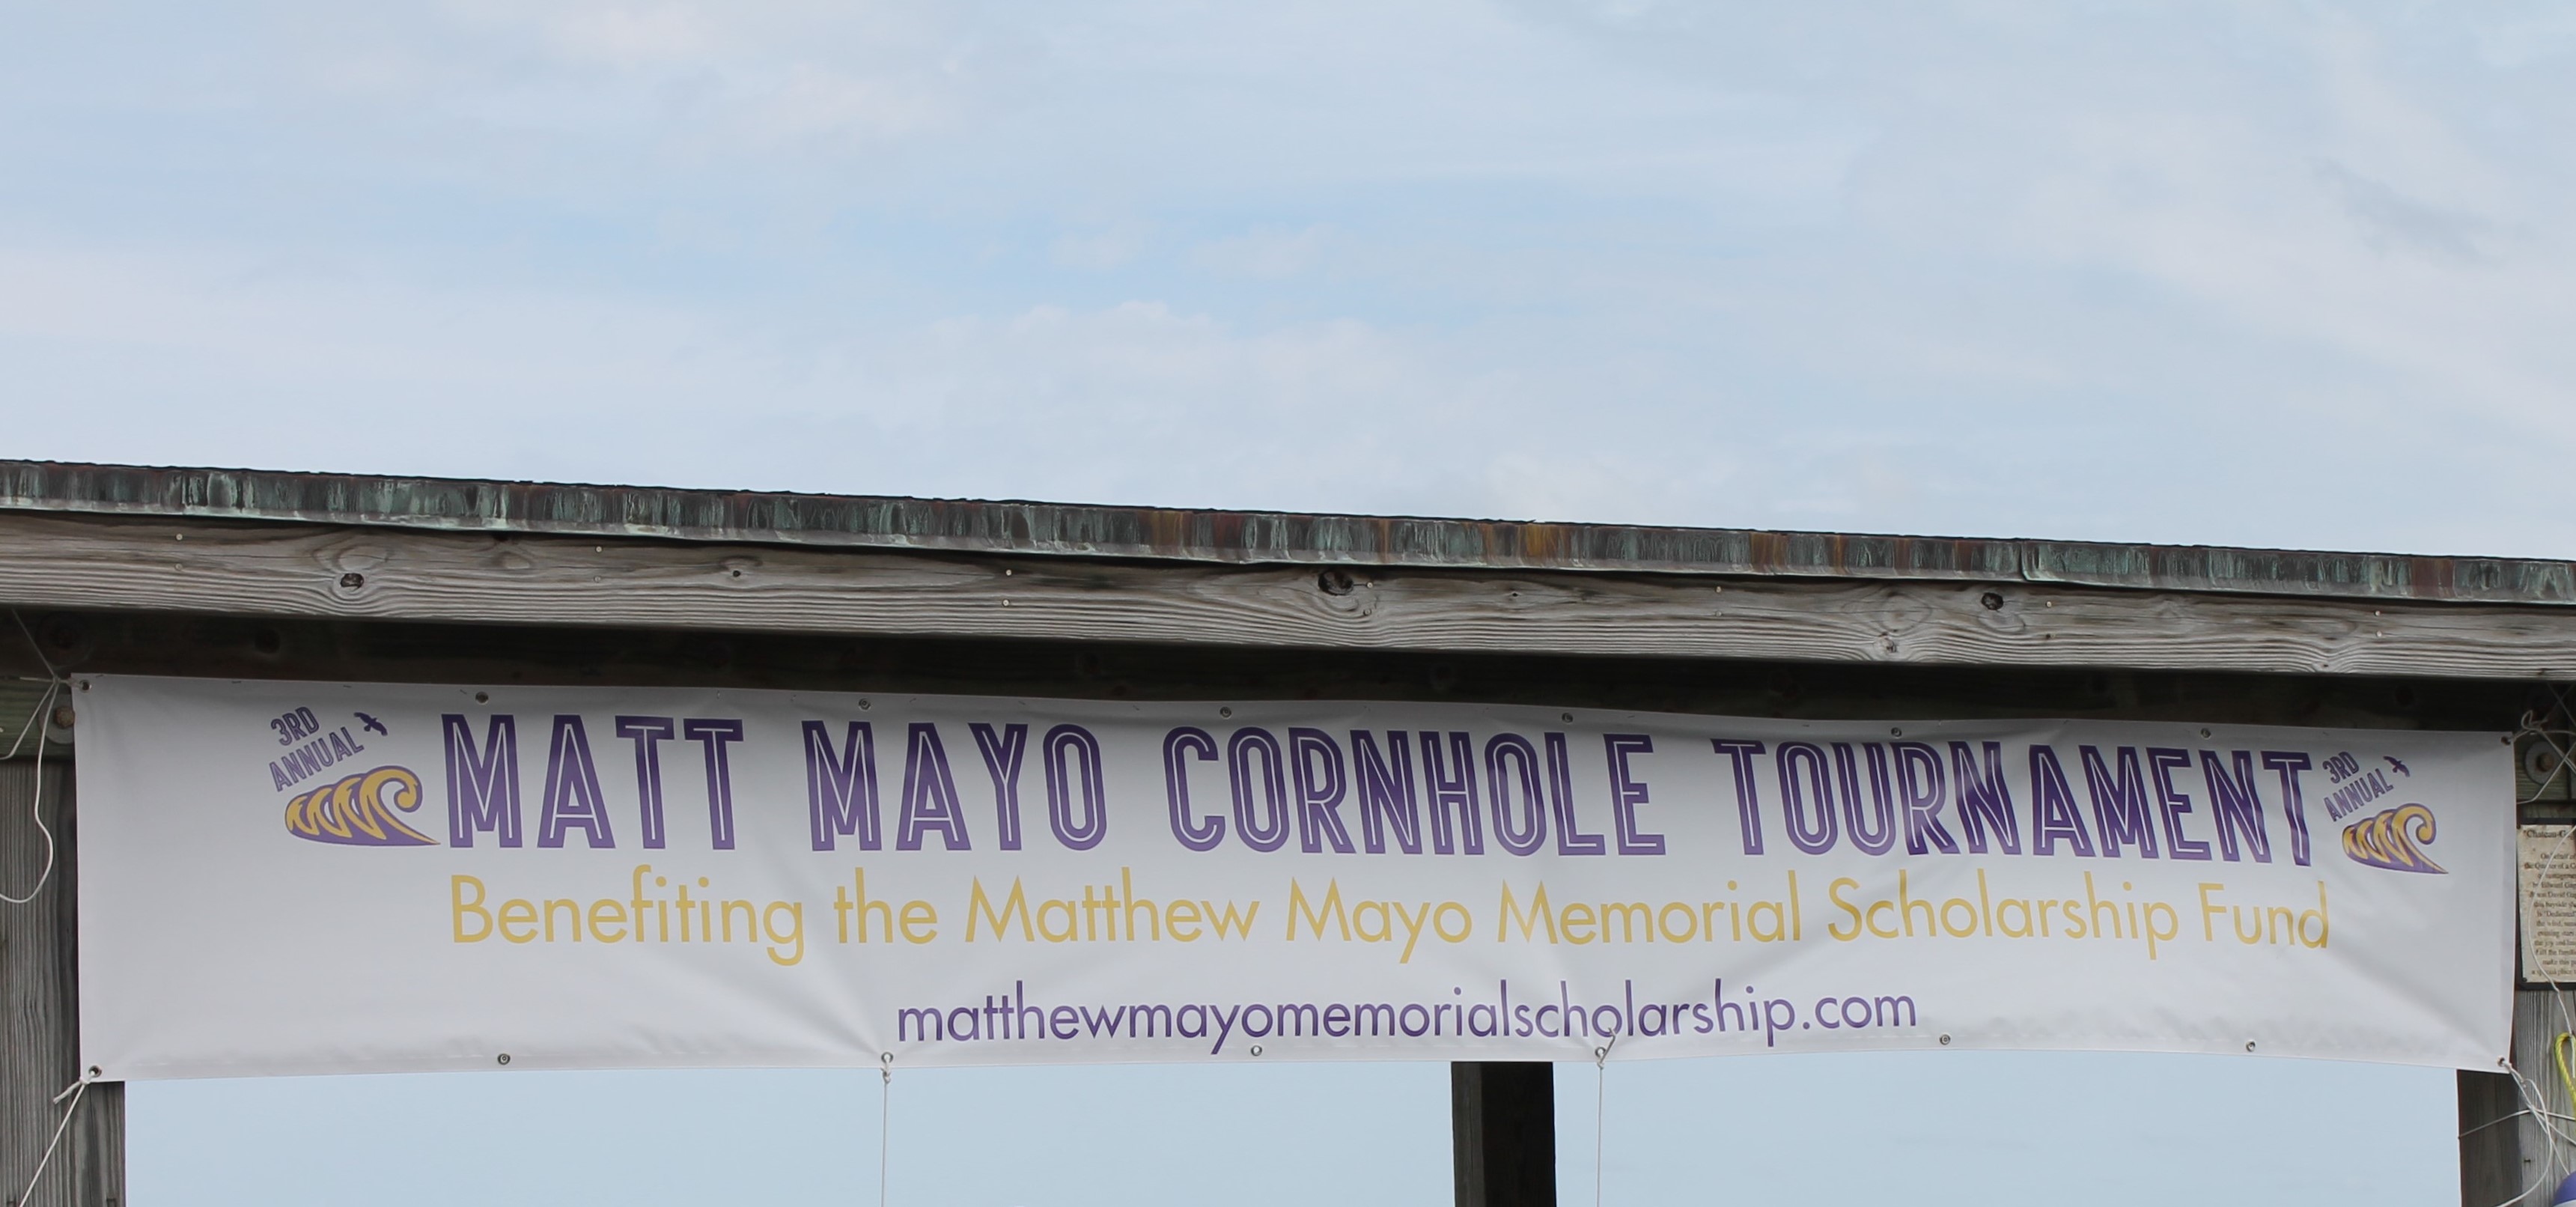 3RD
ANNUAL
MATT MAYO CORNHOLE TOURNAMENT
3RD
ANNUAL
Benefiting the Matthew Mayo Memorial Scholarship Fund
matthewmayomemorialscholarship.com